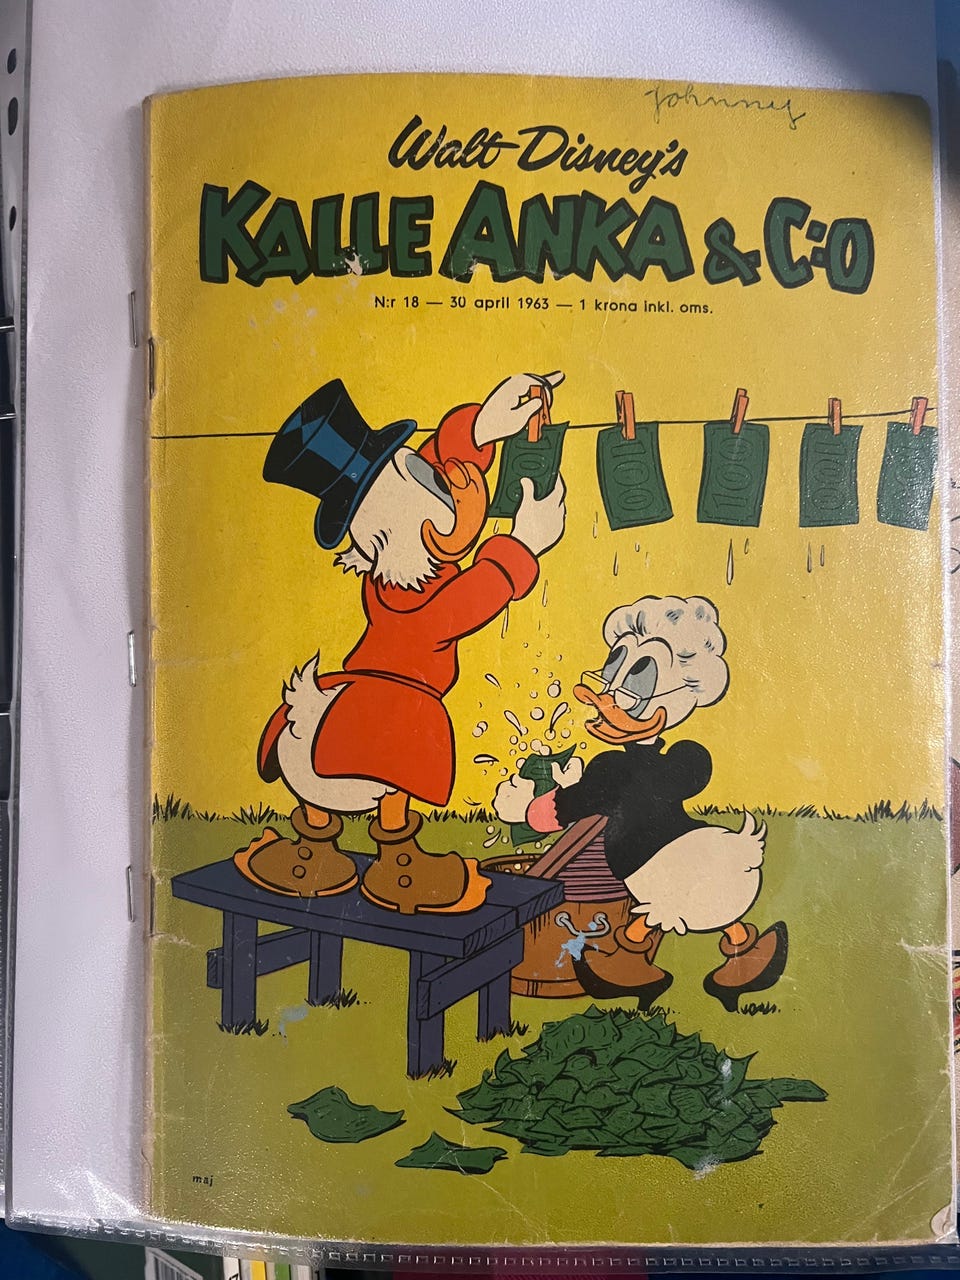 Johnny
Walt Disney's
KALLE ANKA & C:O
N:r 18 — 30 april 1963 — 1 krona inkl. oms.
100
100
100
maj